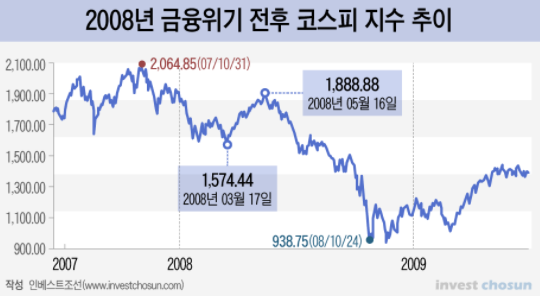 2008년 금융위기 전후 코스피 지수 추이
2,100.00
1,900.00
1,700.00
1,500.00
1,300.00
1,100.00
900.00
2,064.85(07/10/31)
1,888.88
2008년 05월 16일
1,574.44
2008년 03월 17일
938.75(08/10/24)
2007
2008
2009
작성 인베스트조선(www.investchosun.com)
invest chosun